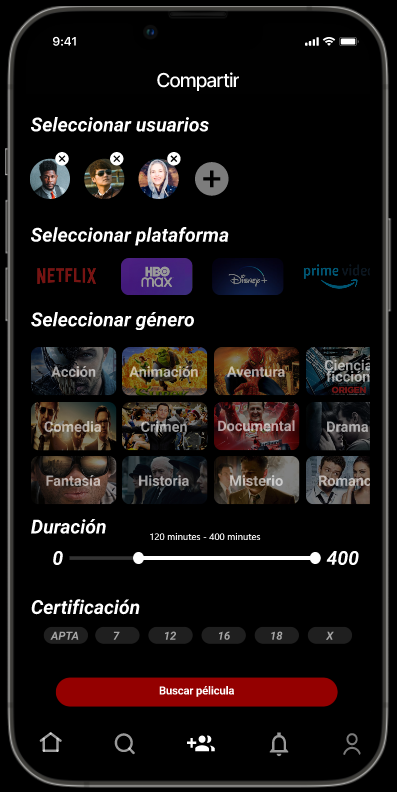 9:41
Compartir
Seleccionar usuarios
Seleccionar plataforma
NETFLIX
HBO
max
Disney+
prime video
Seleccionar género
Acción
Animación
Aventura
Ciencia
ficción
ORIGEN
Comedia
Crimen
Documental
Drama
Fantasía
Historia
Misterio
Romanc
Duración
120 minutes - 400 minutes
0
400
Certificación
APTA
7
12
16
18
X
Buscar película